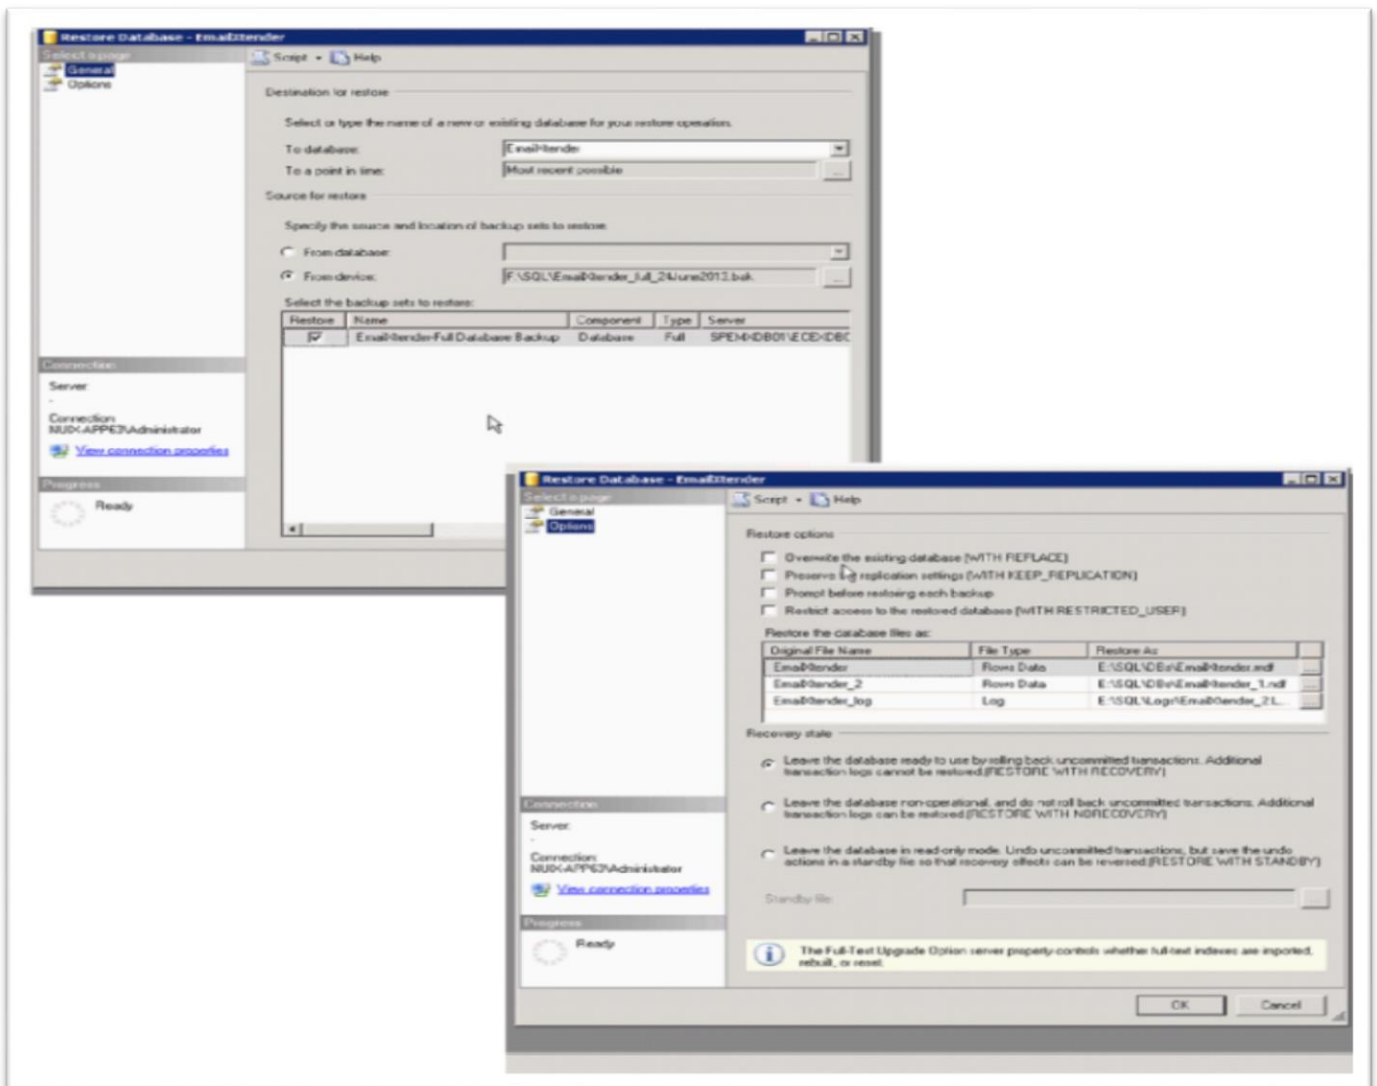 Restore Database - EmailXtender
Select a page
General
Options
Script
Help
Destination for restore
Select or type the name of a new or existing database for your restore operation.
To database:
EmailXtender
To a point in time:
Most recent possible
...
Source for restore
Specify the source and location of backup sets to restore.
From database:
From device:
F:\SQL\EmailXtender_full_24June2013.bak
...
Select the backup sets to restore:
Restore Name Component Type Server
EmailXtender-Full Database Backup Database Full
Connection
Server:
Connection:
NUIX-APP63\Administrator
View connection properties
Progress
Ready
Restore Database - EmailXtender
Select a page
General
Options
Script
Help
Restore options
Overwrite the existing database (WITH REPLACE)
Preserve the replication settings (WITH KEEP_REPLICATION)
Prompt before restoring each backup
Restrict access to the restored database (WITH RESTRICTED_USER)
Restore the database files as:
Original File Name File Type Restore As
EmailXtender Rows Data E:\SQL\DBs\EmailXtender.mdf ...
EmailXtender_2 Rows Data E:\SQL\DBs\EmailXtender_1.ndf ...
EmailXtender_log Log E:\SQL\Logs\EmailXtender_2.L... ...
Recovery state
Leave the database ready to use by rolling back uncommitted transactions. Additional
transaction logs cannot be restored.(RESTORE WITH RECOVERY)
Leave the database non-operational, and do not roll back uncommitted transactions. Additional
transaction logs can be restored.(RESTORE WITH NORECOVERY)
Leave the database in read-only mode. Undo uncommitted transactions, but save the undo
actions in a standby file so that recovery effects can be reversed.(RESTORE WITH STANDBY)
Standby file:
...
Connection
Server:
Connection:
NUIX-APP63\Administrator
View connection properties
Progress
Ready
The Full-Text Upgrade Option server property controls whether full-text indexes are imported,
rebuilt, or reset.
OK
Cancel